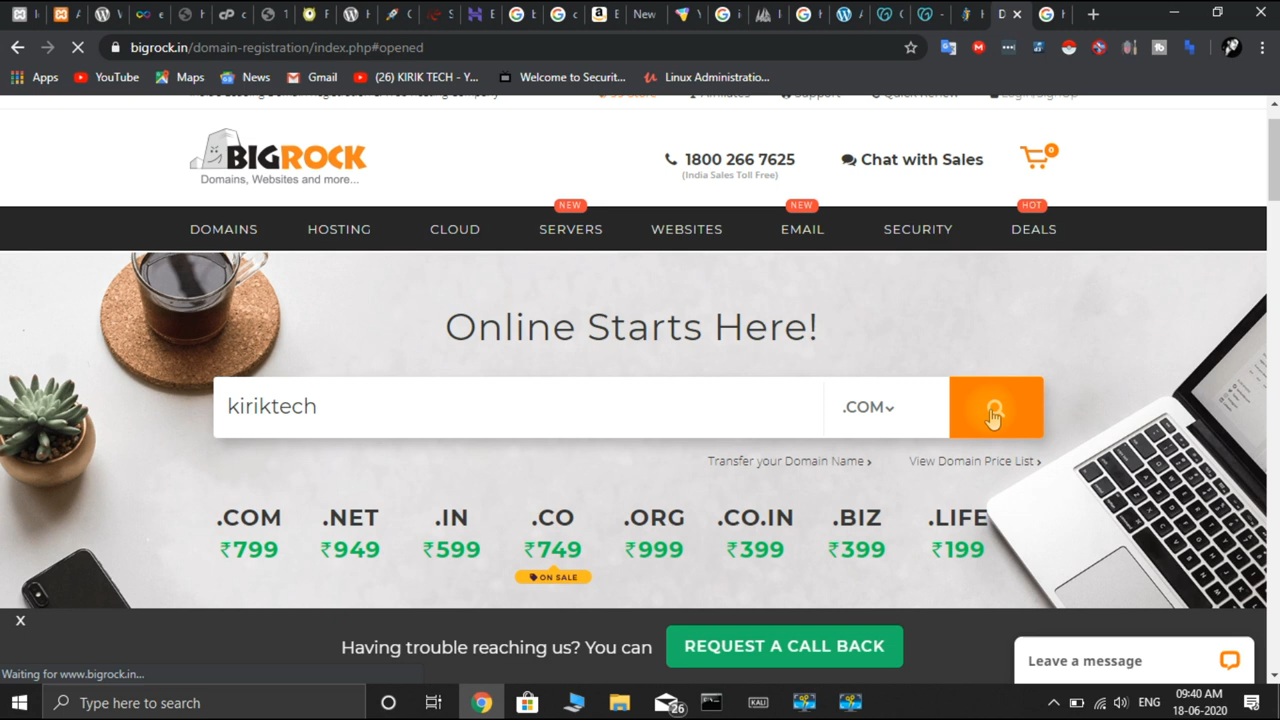 New
bigrock.in/domain-registration/index.php#opened
Apps YouTube Maps News Gmail (26) KIRIK TECH - Y... Welcome to Securit... Linux Administratio...
BIGROCK
Domains, Websites and more...
1800 266 7625
(India Sales Toll Free)
Chat with Sales
0
NEW NEW HOT
DOMAINS HOSTING CLOUD SERVERS WEBSITES EMAIL SECURITY DEALS
Online Starts Here!
kiriktech .COM
Transfer your Domain Name › View Domain Price List ›
.COM .NET .IN .CO .ORG .CO.IN .BIZ .LIFE
₹799 ₹949 ₹599 ₹749 ₹999 ₹399 ₹399 ₹199
ON SALE
x
Having trouble reaching us? You can REQUEST A CALL BACK
Leave a message
Waiting for www.bigrock.in...
Type here to search
26
KALI
ENG
09:40 AM
18-06-2020